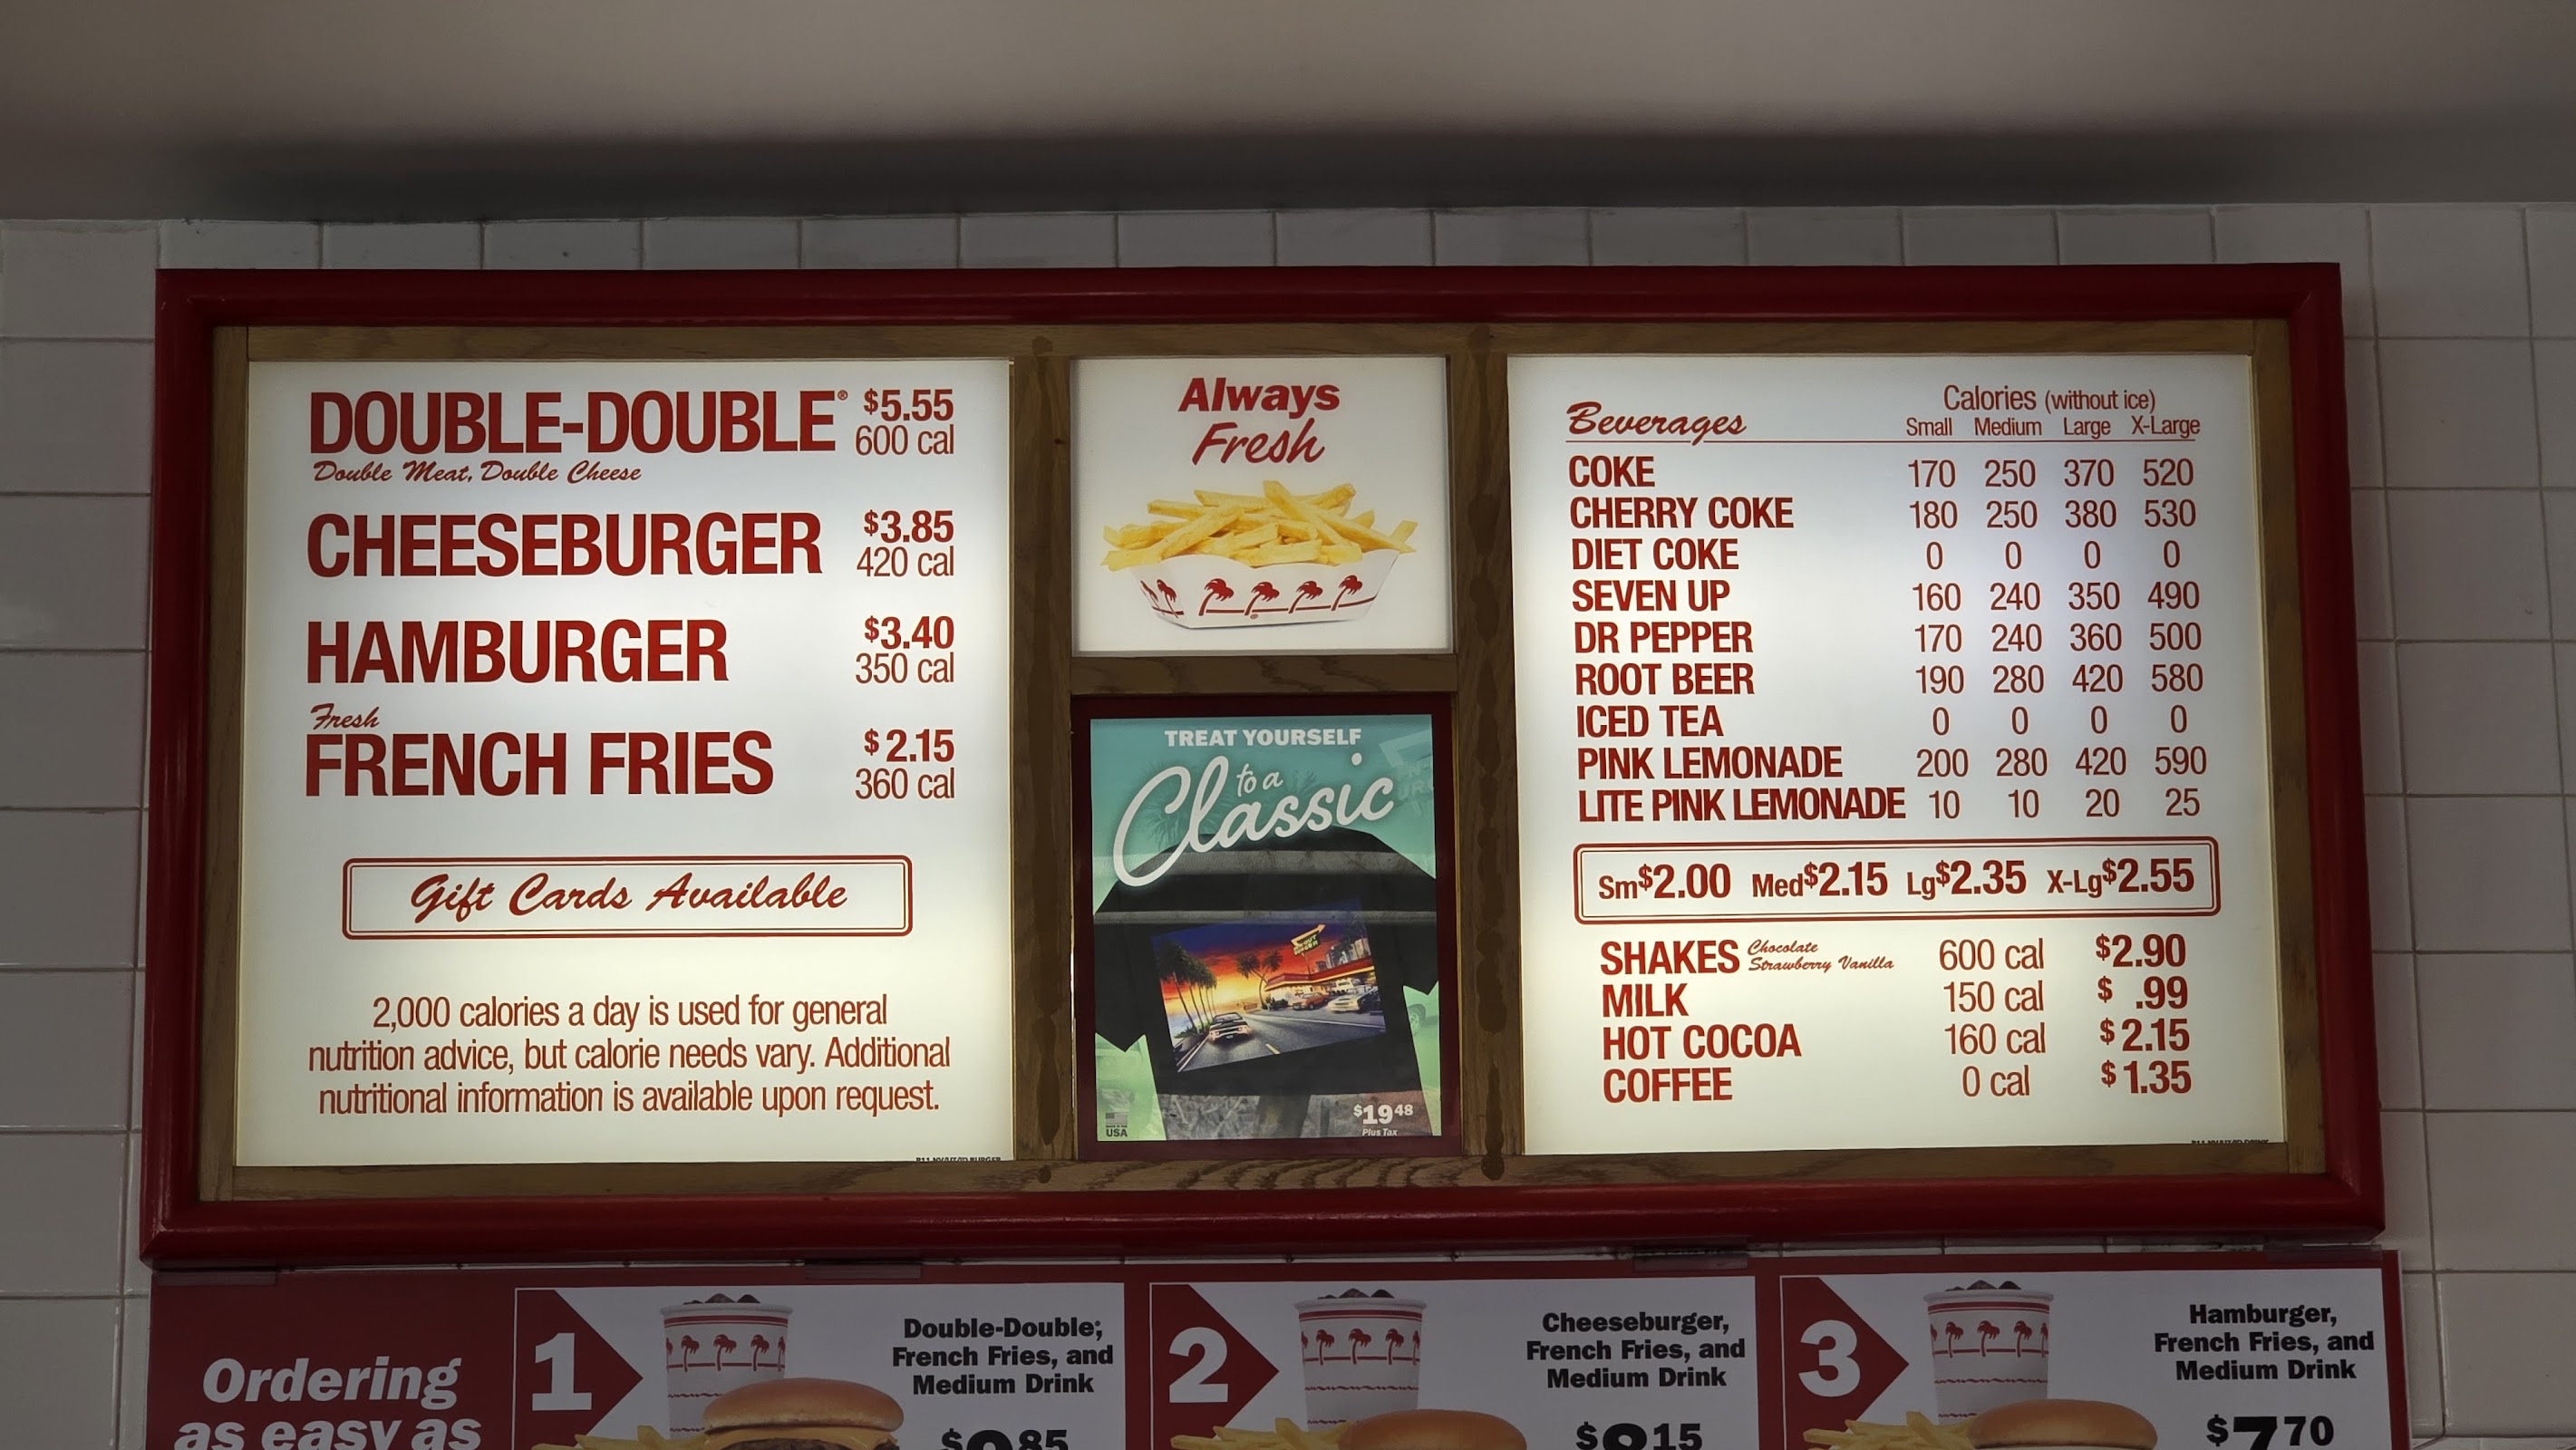 DOUBLE-DOUBLE® $5.55
600 cal
Double Meat, Double Cheese
CHEESEBURGER $3.85
420 cal
HAMBURGER $3.40
350 cal
Fresh
FRENCH FRIES $2.15
360 cal
Gift Cards Available
2,000 calories a day is used for general
nutrition advice, but calorie needs vary. Additional
nutritional information is available upon request.
Always
Fresh
TREAT YOURSELF
to a
Classic
USA
$19.48
Plus Tax
Calories (without ice)
Beverages Small Medium Large X-Large
COKE 170 250 370 520
CHERRY COKE 180 250 380 530
DIET COKE 0 0 0 0
SEVEN UP 160 240 350 490
DR PEPPER 170 240 360 500
ROOT BEER 190 280 420 580
ICED TEA 0 0 0 0
PINK LEMONADE 200 280 420 590
LITE PINK LEMONADE 10 10 20 25
Sm $2.00 Med $2.15 Lg $2.35 X-Lg $2.55
SHAKES Chocolate Strawberry Vanilla 600 cal $2.90
MILK 150 cal $ .99
HOT COCOA 160 cal $2.15
COFFEE 0 cal $1.35
Ordering
as easy as
1
Double-Double®,
French Fries, and
Medium Drink
2
Cheeseburger,
French Fries, and
Medium Drink
$8.15
3
Hamburger,
French Fries, and
Medium Drink
$7.70